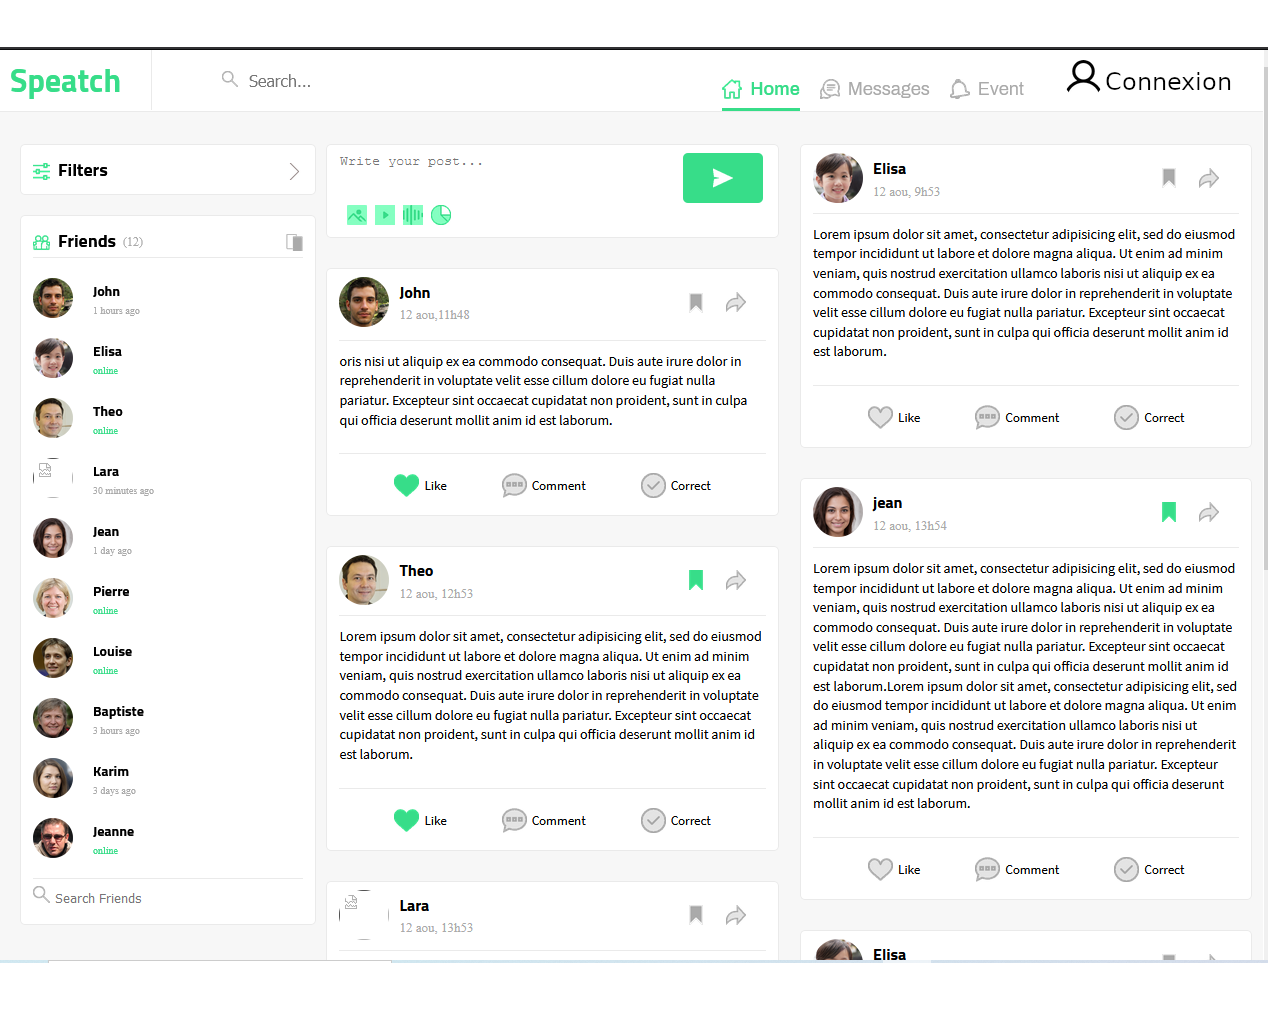 Speatch
Search...
Home
Messages
Event
Connexion
Filters
Friends (12)
John
1 hours ago
Elisa
online
Theo
online
Lara
30 minutes ago
Jean
1 day ago
Pierre
online
Louise
online
Baptiste
3 hours ago
Karim
3 days ago
Jeanne
online
Search Friends
Write your post...
John
12 aou,11h48
oris nisi ut aliquip ex ea commodo consequat. Duis aute irure dolor in
reprehenderit in voluptate velit esse cillum dolore eu fugiat nulla
pariatur. Excepteur sint occaecat cupidatat non proident, sunt in culpa
qui officia deserunt mollit anim id est laborum.
Like
Comment
Correct
Theo
12 aou, 12h53
Lorem ipsum dolor sit amet, consectetur adipisicing elit, sed do eiusmod
tempor incididunt ut labore et dolore magna aliqua. Ut enim ad minim
veniam, quis nostrud exercitation ullamco laboris nisi ut aliquip ex ea
commodo consequat. Duis aute irure dolor in reprehenderit in voluptate
velit esse cillum dolore eu fugiat nulla pariatur. Excepteur sint occaecat
cupidatat non proident, sunt in culpa qui officia deserunt mollit anim id
est laborum.
Like
Comment
Correct
Lara
12 aou, 13h53
Elisa
12 aou, 9h53
Lorem ipsum dolor sit amet, consectetur adipisicing elit, sed do eiusmod
tempor incididunt ut labore et dolore magna aliqua. Ut enim ad minim
veniam, quis nostrud exercitation ullamco laboris nisi ut aliquip ex ea
commodo consequat. Duis aute irure dolor in reprehenderit in voluptate
velit esse cillum dolore eu fugiat nulla pariatur. Excepteur sint occaecat
cupidatat non proident, sunt in culpa qui officia deserunt mollit anim id
est laborum.
Like
Comment
Correct
jean
12 aou, 13h54
Lorem ipsum dolor sit amet, consectetur adipisicing elit, sed do eiusmod
tempor incididunt ut labore et dolore magna aliqua. Ut enim ad minim
veniam, quis nostrud exercitation ullamco laboris nisi ut aliquip ex ea
commodo consequat. Duis aute irure dolor in reprehenderit in voluptate
velit esse cillum dolore eu fugiat nulla pariatur. Excepteur sint occaecat
cupidatat non proident, sunt in culpa qui officia deserunt mollit anim id
est laborum.Lorem ipsum dolor sit amet, consectetur adipisicing elit, sed
do eiusmod tempor incididunt ut labore et dolore magna aliqua. Ut enim
ad minim veniam, quis nostrud exercitation ullamco laboris nisi ut
aliquip ex ea commodo consequat. Duis aute irure dolor in reprehenderit
in voluptate velit esse cillum dolore eu fugiat nulla pariatur. Excepteur
sint occaecat cupidatat non proident, sunt in culpa qui officia deserunt
mollit anim id est laborum.
Like
Comment
Correct
Elisa